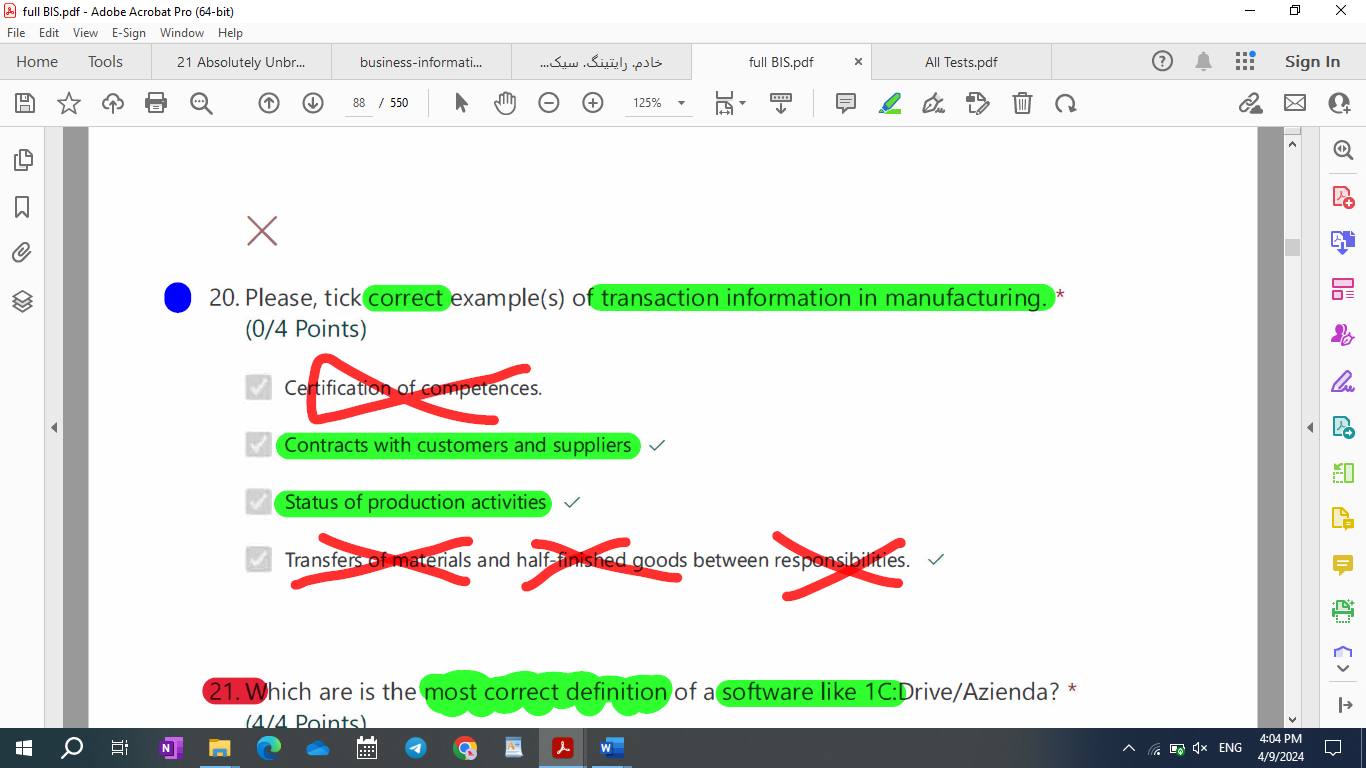 full BIS.pdf - Adobe Acrobat Pro (64-bit)
File Edit View E-Sign Window Help
Home Tools 21 Absolutely Unbr... business-informati... خادم. رایتینگ. سیک... full BIS.pdf × All Tests.pdf Sign In
88 / 550 125%
20. Please, tick correct example(s) of transaction information in manufacturing. *
(0/4 Points)
Certification of competences.
Contracts with customers and suppliers
Status of production activities
Transfers of materials and half-finished goods between responsibilities.
21. Which are is the most correct definition of a software like 1C:Drive/Azienda? *
(4/4 Points)
ENG 4:04 PM
4/9/2024